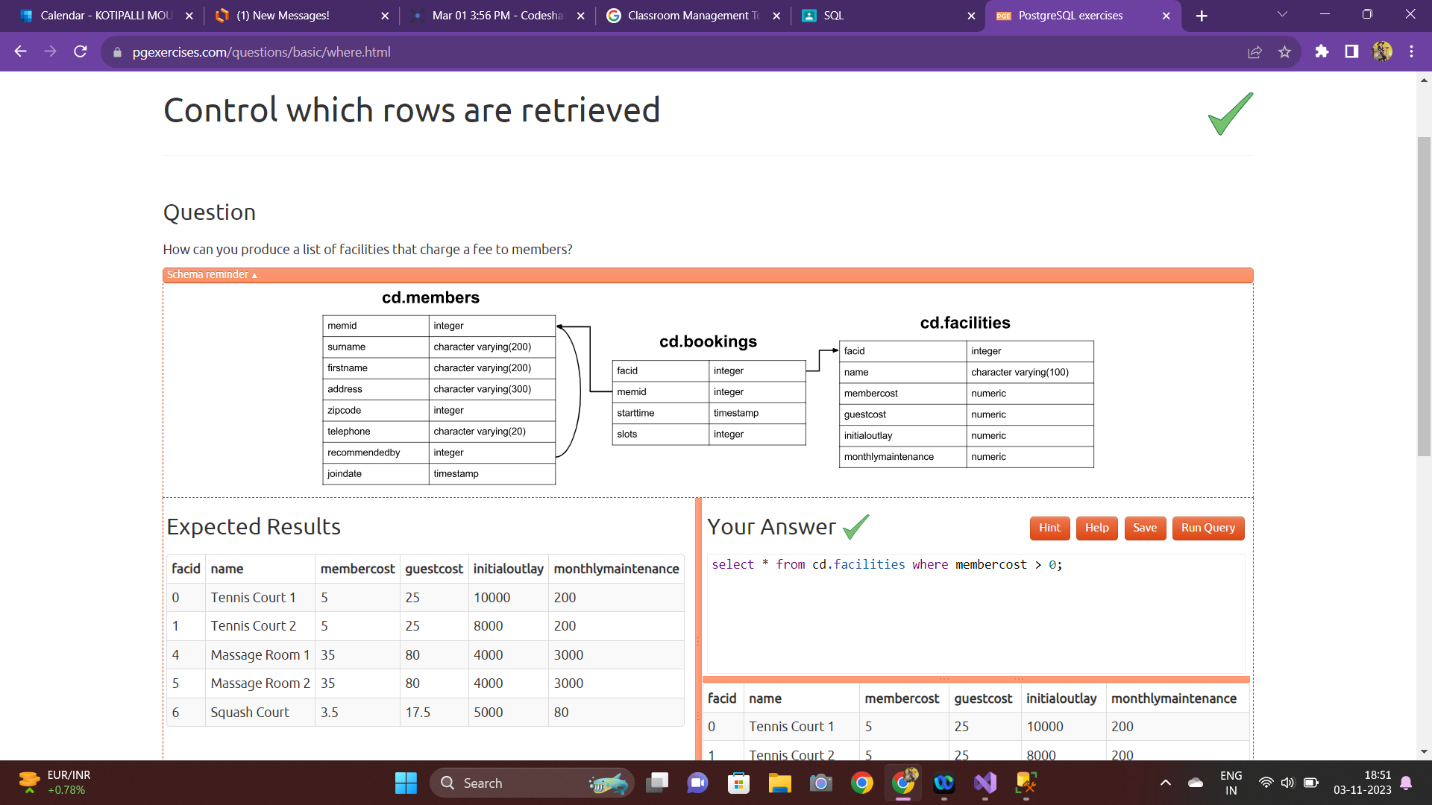 Calendar - KOTIPALLI MOU
(1) New Messages!
Mar 01 3:56 PM - Codesha
Classroom Management To
SQL
PGE PostgreSQL exercises
pgexercises.com/questions/basic/where.html
Control which rows are retrieved
Question
How can you produce a list of facilities that charge a fee to members?
Schema reminder ▴
cd.members
memid integer
surname character varying(200)
firstname character varying(200)
address character varying(300)
zipcode integer
telephone character varying(20)
recommendedby integer
joindate timestamp
cd.bookings
facid integer
memid integer
starttime timestamp
slots integer
cd.facilities
facid integer
name character varying(100)
membercost numeric
guestcost numeric
initialoutlay numeric
monthlymaintenance numeric
Expected Results
facid name membercost guestcost initialoutlay monthlymaintenance
0 Tennis Court 1 5 25 10000 200
1 Tennis Court 2 5 25 8000 200
4 Massage Room 1 35 80 4000 3000
5 Massage Room 2 35 80 4000 3000
6 Squash Court 3.5 17.5 5000 80
Your Answer
Hint Help Save Run Query
select * from cd.facilities where membercost > 0;
facid name membercost guestcost initialoutlay monthlymaintenance
0 Tennis Court 1 5 25 10000 200
1 Tennis Court 2 5 25 8000 200
EUR/INR
+0.78%
Search
ENG
IN
18:51
03-11-2023